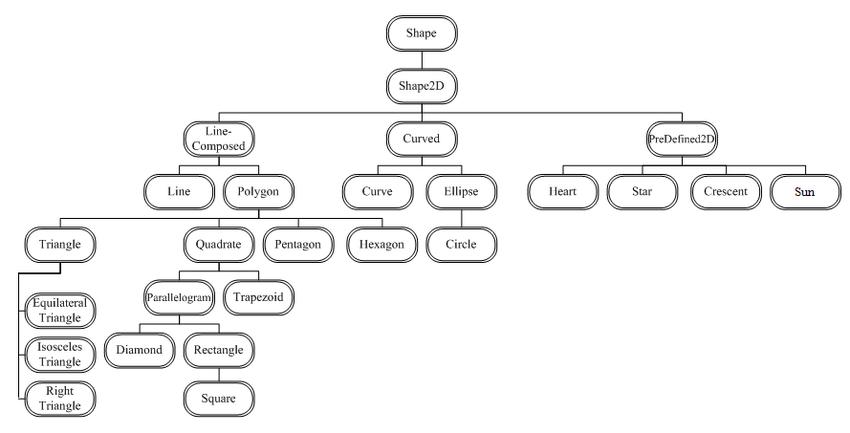 Shape
Shape2D
Line-
Composed
Curved
PreDefined2D
Line
Polygon
Curve
Ellipse
Heart
Star
Crescent
Sun
Triangle
Quadrate
Pentagon
Hexagon
Circle
Equilateral
Triangle
Parallelogram
Trapezoid
Isosceles
Triangle
Diamond
Rectangle
Right
Triangle
Square